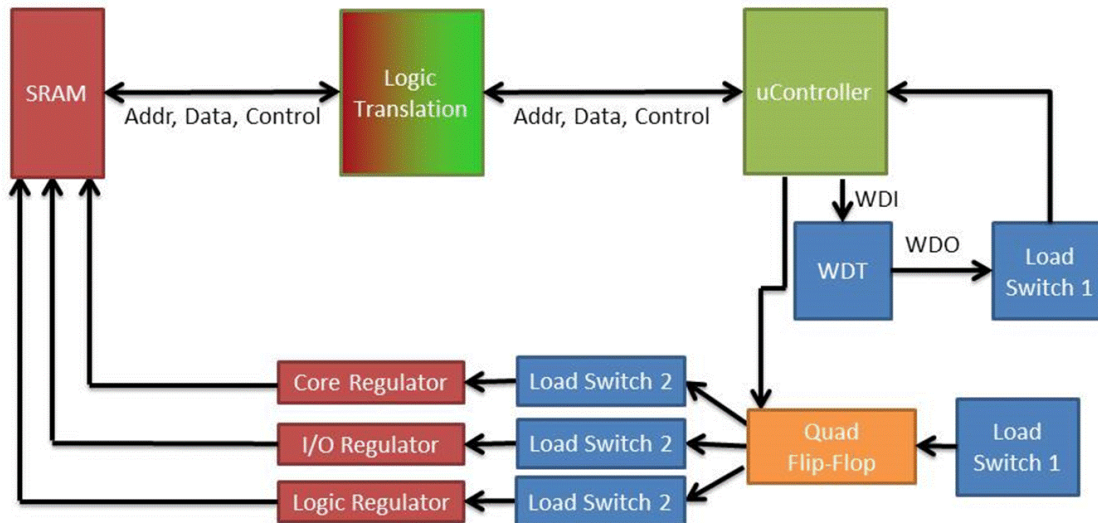 SRAM
Addr, Data, Control
Logic
Translation
Addr, Data, Control
uController
WDI
WDT
WDO
Load
Switch 1
Core Regulator
Load Switch 2
I/O Regulator
Load Switch 2
Logic Regulator
Load Switch 2
Quad
Flip-Flop
Load
Switch 1